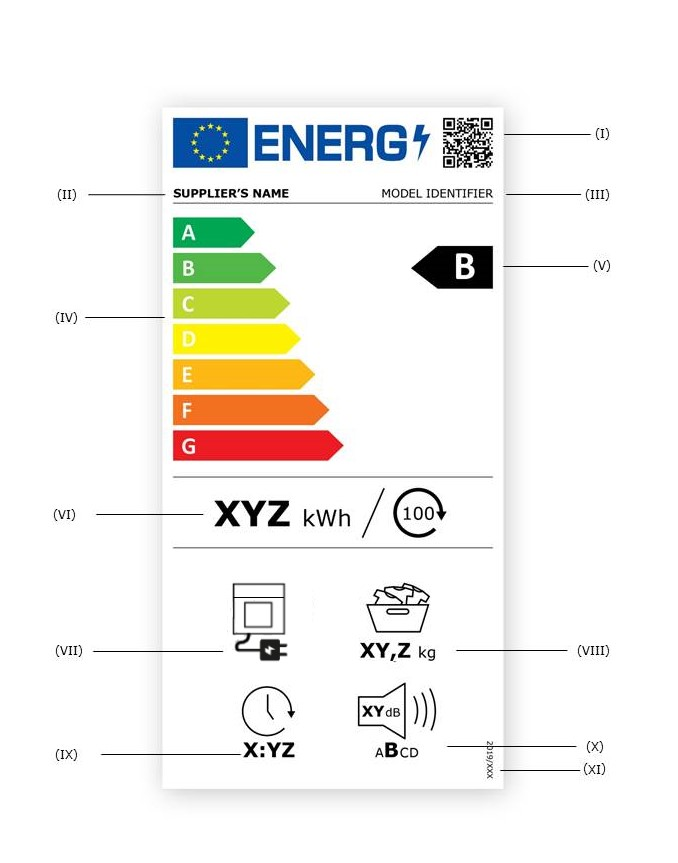 ENERG
(I)
(II)
SUPPLIER'S NAME
MODEL IDENTIFIER
(III)
A
B
B
(V)
C
(IV)
D
E
F
G
(VI)
XYZ kWh / 100
(VII)
XY,Z kg
(VIII)
XY dB
(IX)
X:YZ
ABCD
(X)
2019/XXX
(XI)